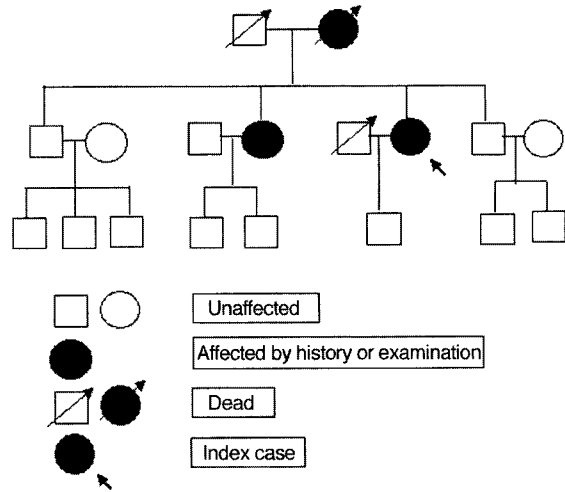 Unaffected
Affected by history or examination
Dead
Index case